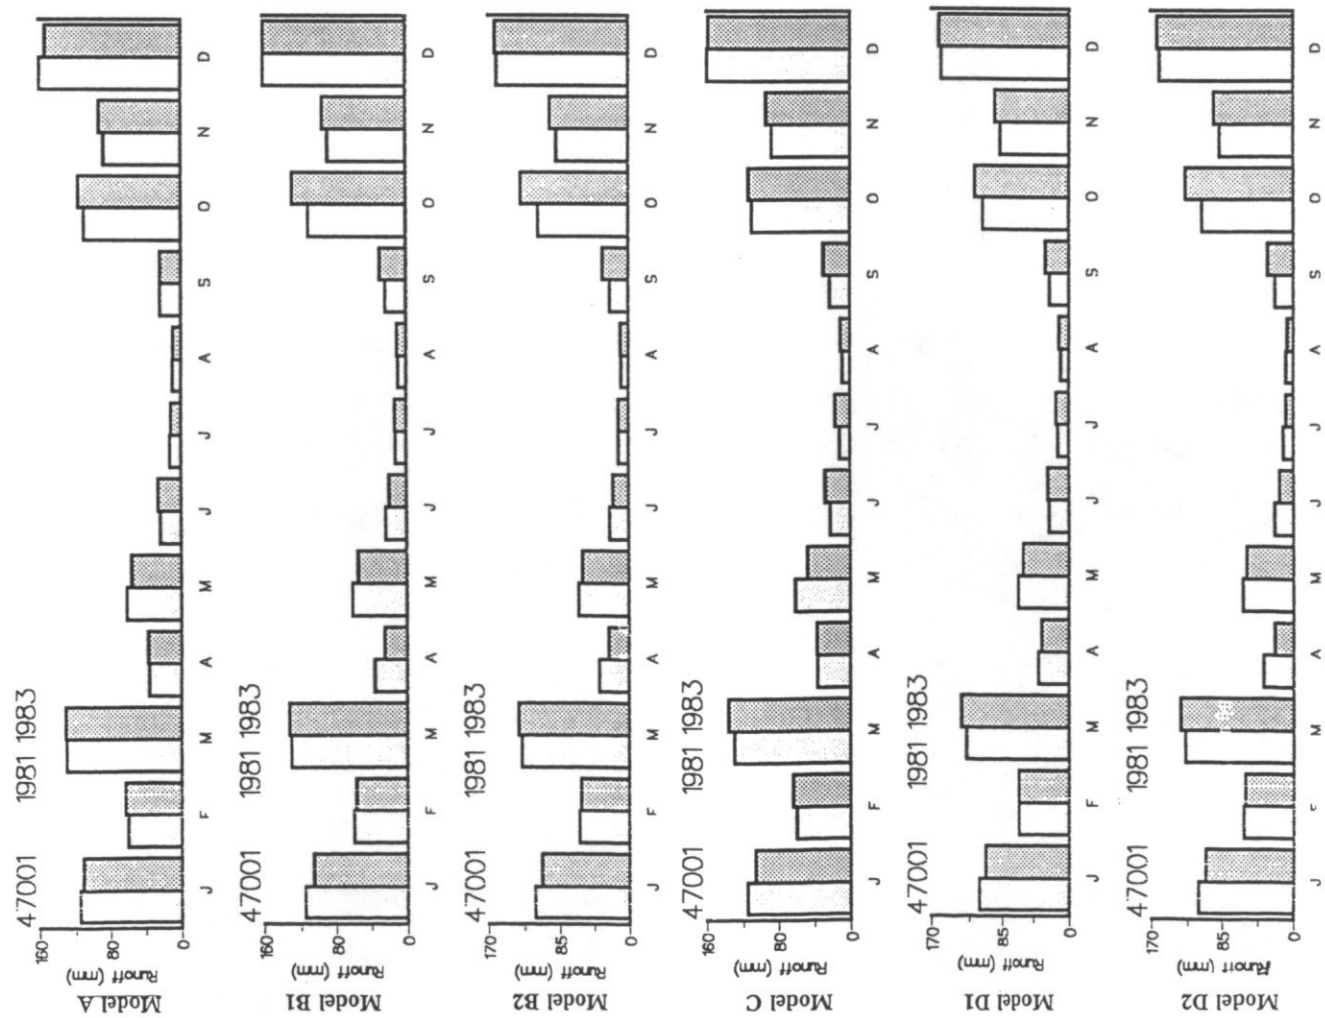 Model A
Runoff (mm)
160
0
47001 1981 1983
J F M A M J J A S O N D
Model B1
Runoff (mm)
160
80
0
47001 1981 1983
J F M A M J J A S O N D
Model B2
Runoff (mm)
170
85
0
47001 1981 1983
J F M A M J J A S O N D
Model C
Runoff (mm)
160
80
0
47001 1981 1983
J F M A M J J A S O N D
Model D1
Runoff (mm)
170
85
0
47001 1981 1983
J F M A M J J A S O N D
Model D2
Runoff (mm)
170
85
0
47001 1981 1983
J M A M J J A S O N D